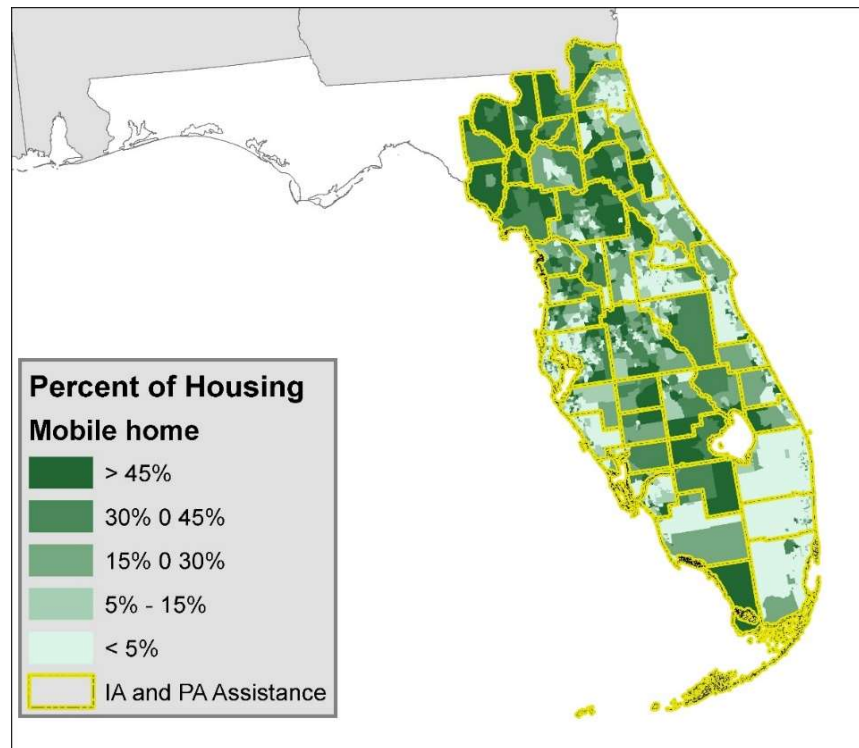 Percent of Housing
Mobile home
> 45%
30% 0 45%
15% 0 30%
5% - 15%
< 5%
IA and PA Assistance